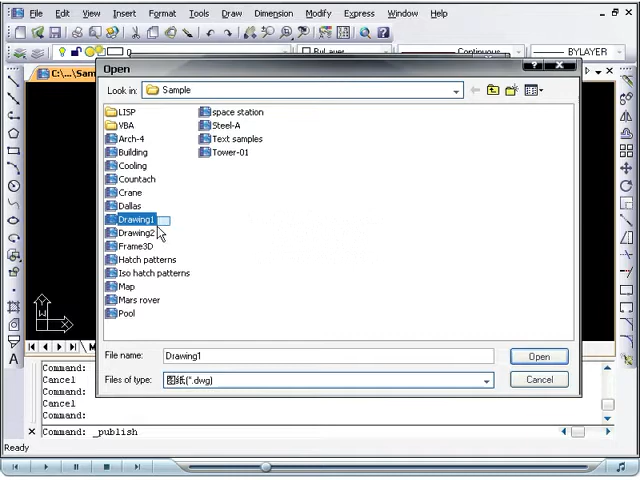 File Edit View Insert Format Tools Draw Dimension Modify Express Window Help
0 ByLayer Continuous BYLAYER
C:\...\Sam
Open
Look in: Sample
LISP
VBA
Arch-4
Building
Cooling
Countach
Crane
Dallas
Drawing1
Drawing2
Frame3D
Hatch patterns
Iso hatch patterns
Map
Mars rover
Pool
space station
Steel-A
Text samples
Tower-01
Y
W
X
M
File name: Drawing1 Open
Files of type: 图纸(*.dwg) Cancel
Command:
Cancel
Command:
Cancel
Command:
Command: _publish
Ready